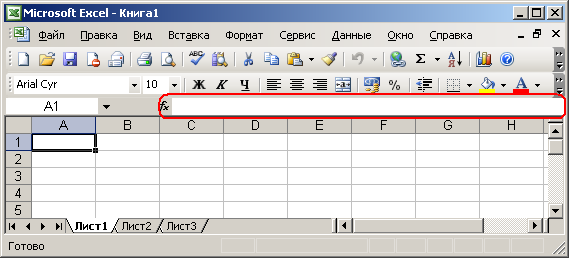 Microsoft Excel - Книга1
Файл Правка Вид Вставка Формат Сервис Данные Окно Справка
ABC Σ А Я
Arial Cyr 10 Ж К Ч % А
A1 fx
A B C D E F G H
1
2
3
4
5
Лист1 Лист2 Лист3
Готово